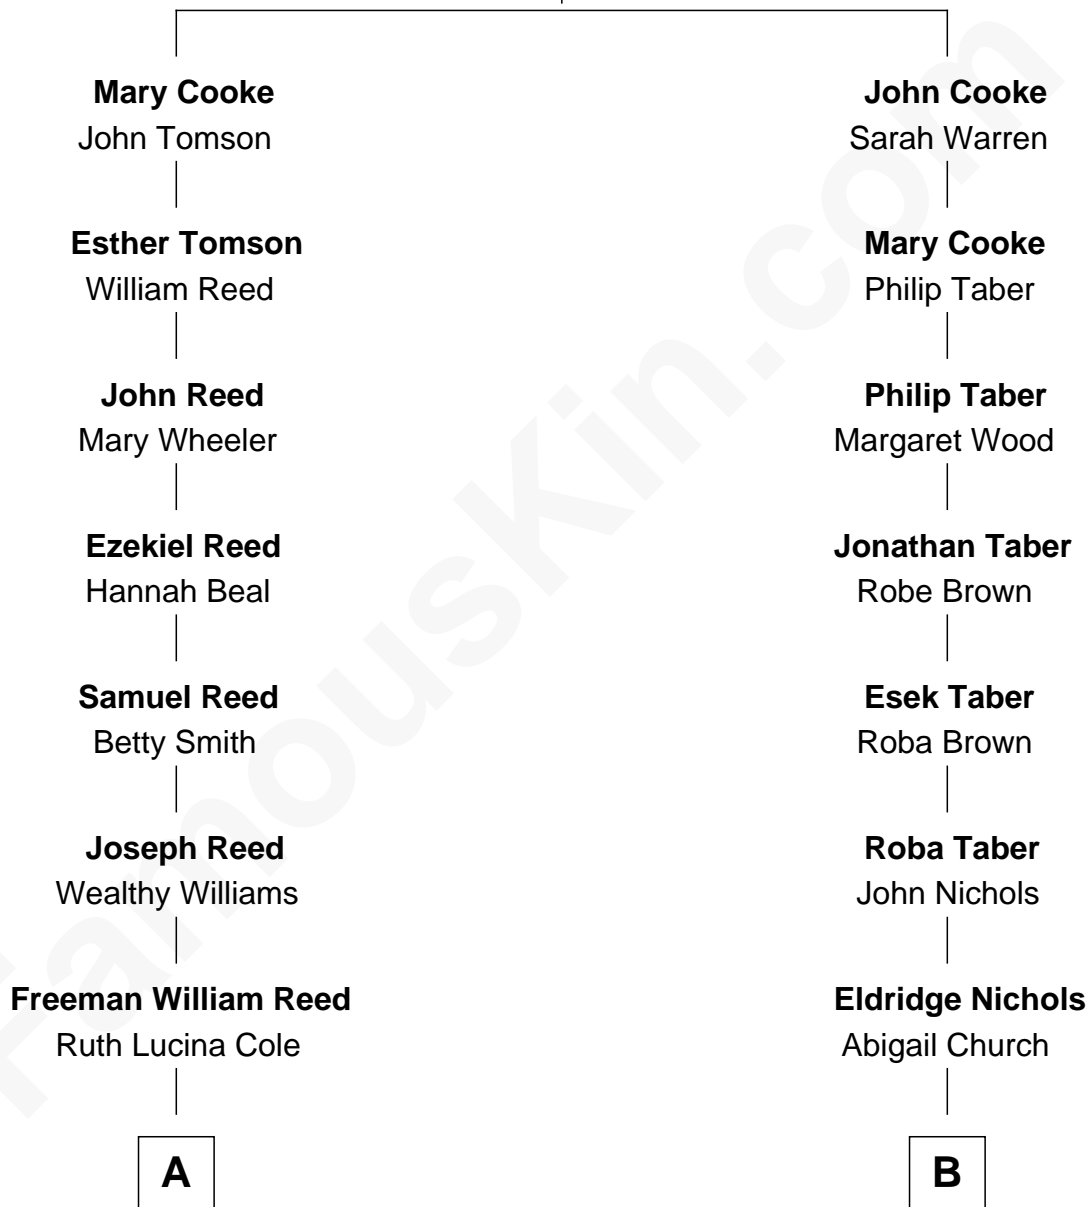 Mary Cooke
John Tomson
Esther Tomson
William Reed
John Reed
Mary Wheeler
Ezekiel Reed
Hannah Beal
Samuel Reed
Betty Smith
Joseph Reed
Wealthy Williams
Freeman William Reed
Ruth Lucina Cole
A
John Cooke
Sarah Warren
Mary Cooke
Philip Taber
Philip Taber
Margaret Wood
Jonathan Taber
Robe Brown
Esek Taber
Roba Brown
Roba Taber
John Nichols
Eldridge Nichols
Abigail Church
B
FamousKin.com